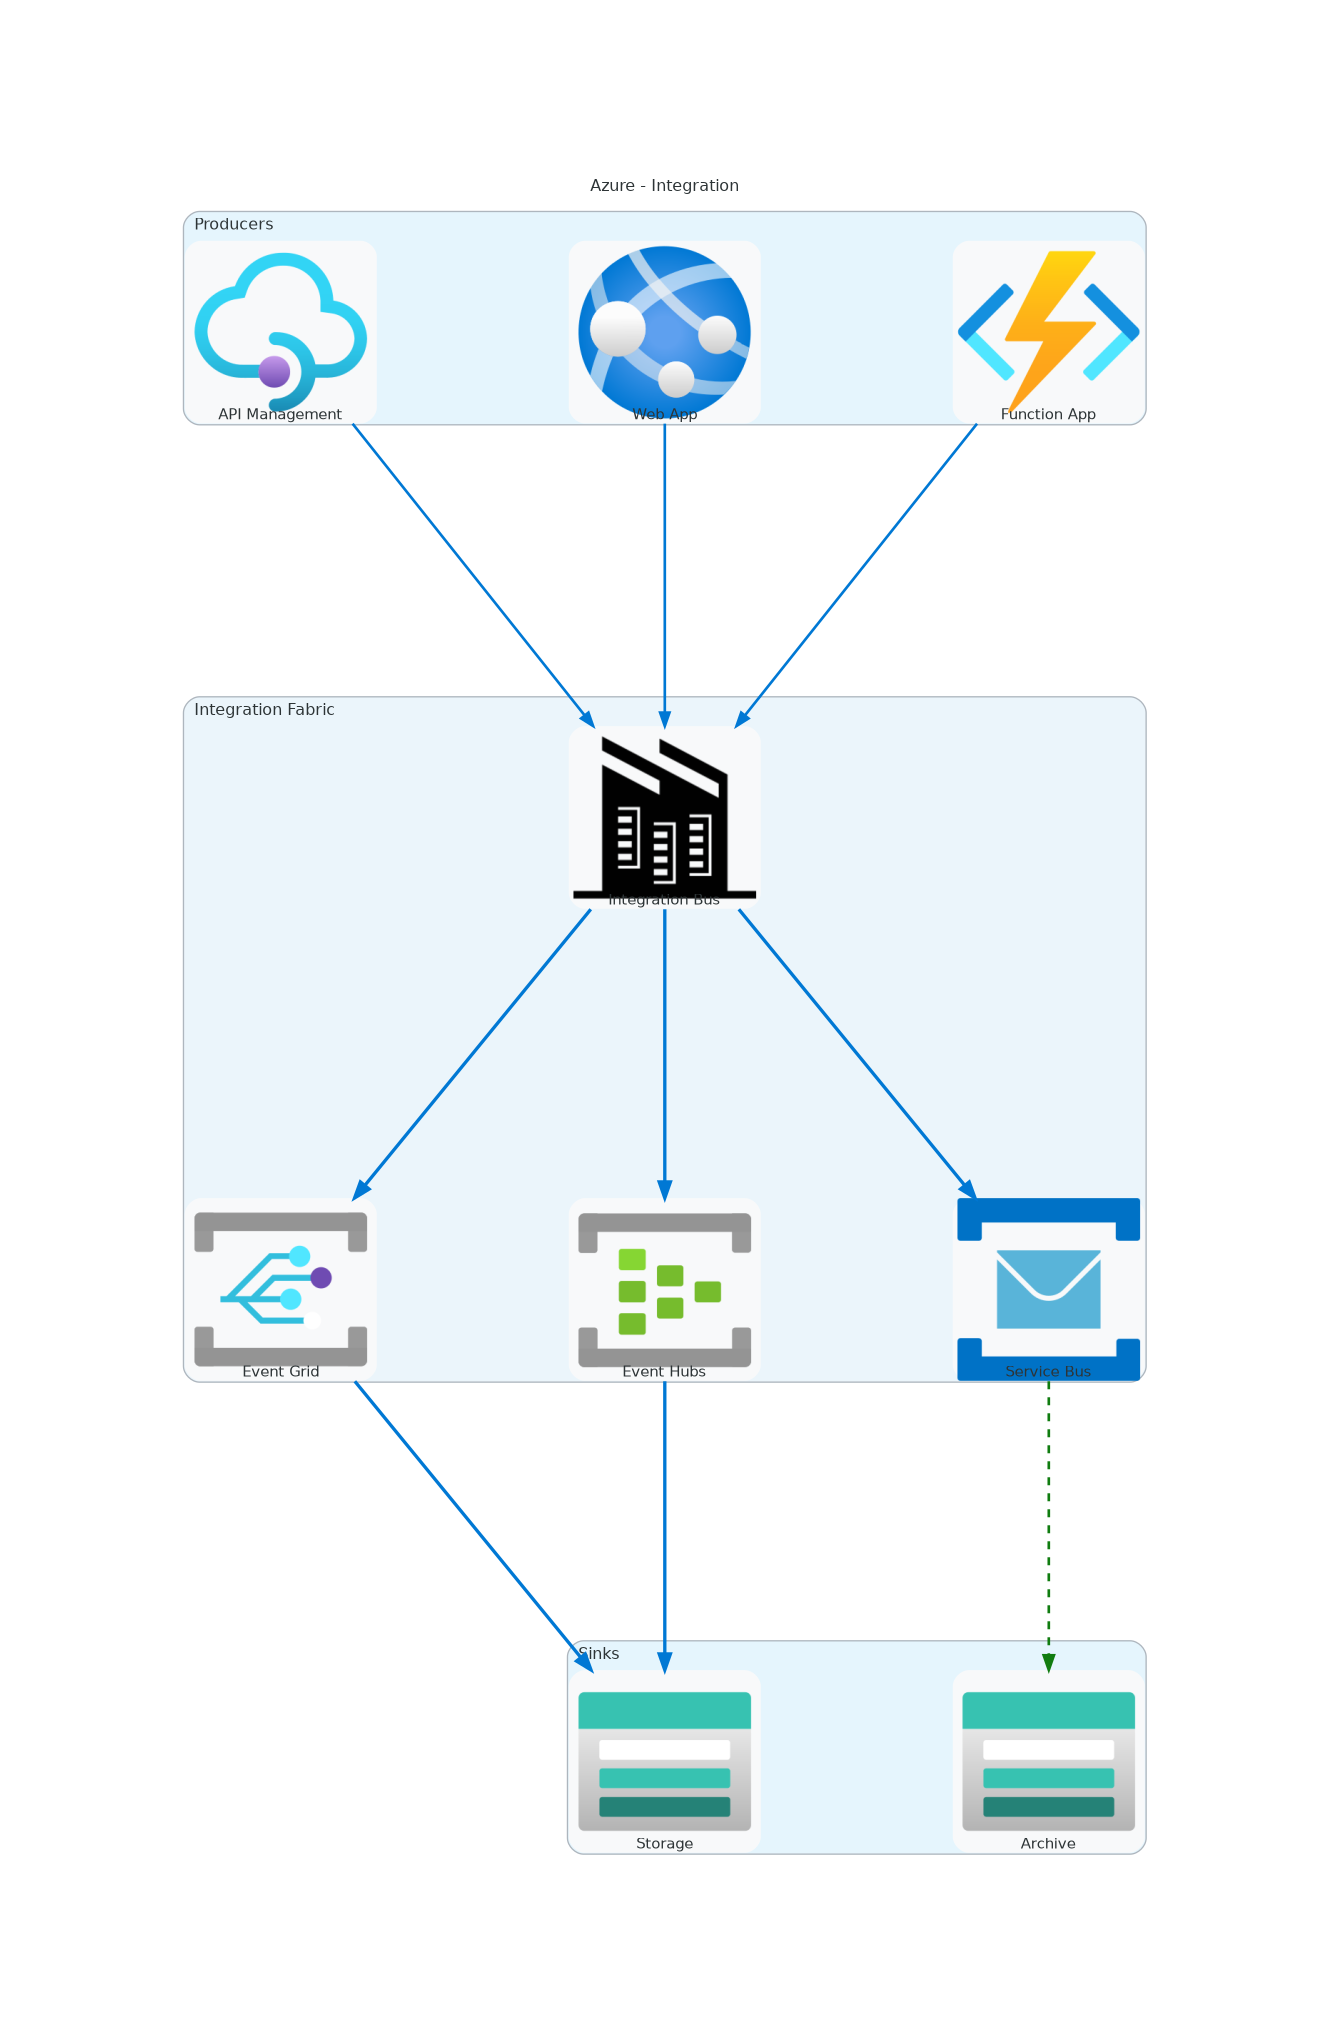 Azure - Integration
Producers
API Management
Web App
Function App
Integration Fabric
Integration Bus
Event Grid
Event Hubs
Service Bus
Sinks
Storage
Archive